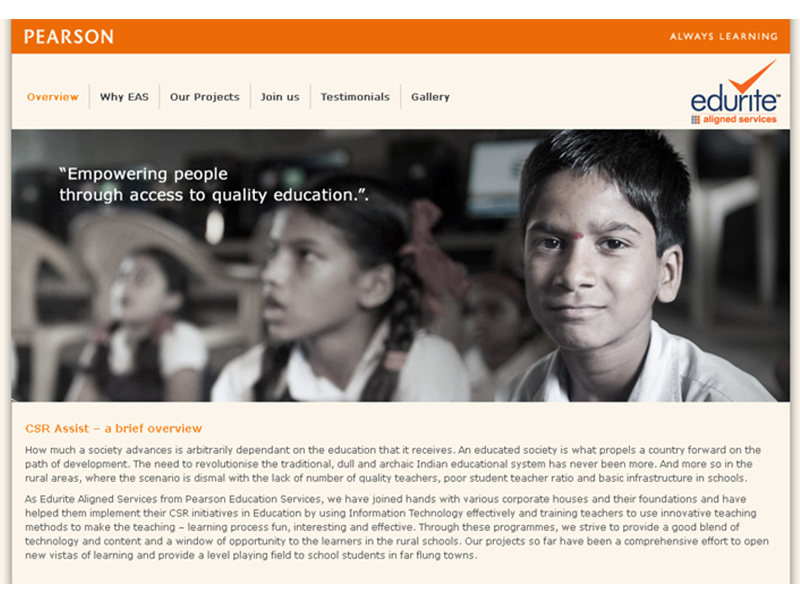 PEARSON
ALWAYS LEARNING
Overview
Why EAS
Our Projects
Join us
Testimonials
Gallery
edurite™
aligned services
“Empowering people
through access to quality education.”.
CSR Assist – a brief overview
How much a society advances is arbitrarily dependant on the education that it receives. An educated society is what propels a country forward on the
path of development. The need to revolutionise the traditional, dull and archaic Indian educational system has never been more. And more so in the
rural areas, where the scenario is dismal with the lack of number of quality teachers, poor student teacher ratio and basic infrastructure in schools.
As Edurite Aligned Services from Pearson Education Services, we have joined hands with various corporate houses and their foundations and have
helped them implement their CSR initiatives in Education by using Information Technology effectively and training teachers to use innovative teaching
methods to make the teaching – learning process fun, interesting and effective. Through these programmes, we strive to provide a good blend of
technology and content and a window of opportunity to the learners in the rural schools. Our projects so far have been a comprehensive effort to open
new vistas of learning and provide a level playing field to school students in far flung towns.